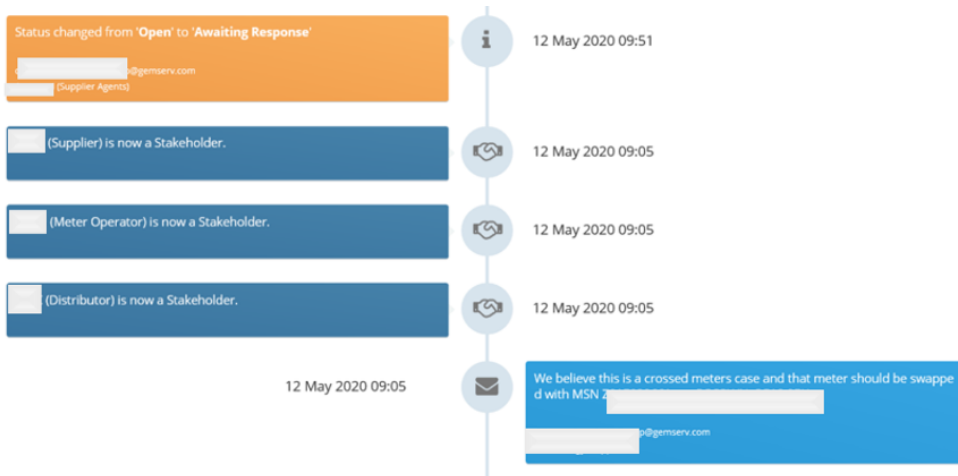 Status changed from 'Open' to 'Awaiting Response'
12 May 2020 09:51
@gemserv.com
(Supplier Agents)
(Supplier) is now a Stakeholder.
12 May 2020 09:05
(Meter Operator) is now a Stakeholder.
12 May 2020 09:05
(Distributor) is now a Stakeholder.
12 May 2020 09:05
12 May 2020 09:05
We believe this is a crossed meters case and that meter should be swappe
d with MSN
p@gemserv.com